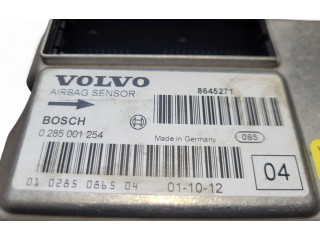 VOLVO
AIRBAG SENSOR
8645271
BOSCH
0 285 001 254
Made in Germany
085
04
01 0285 0865 04
01-10-12